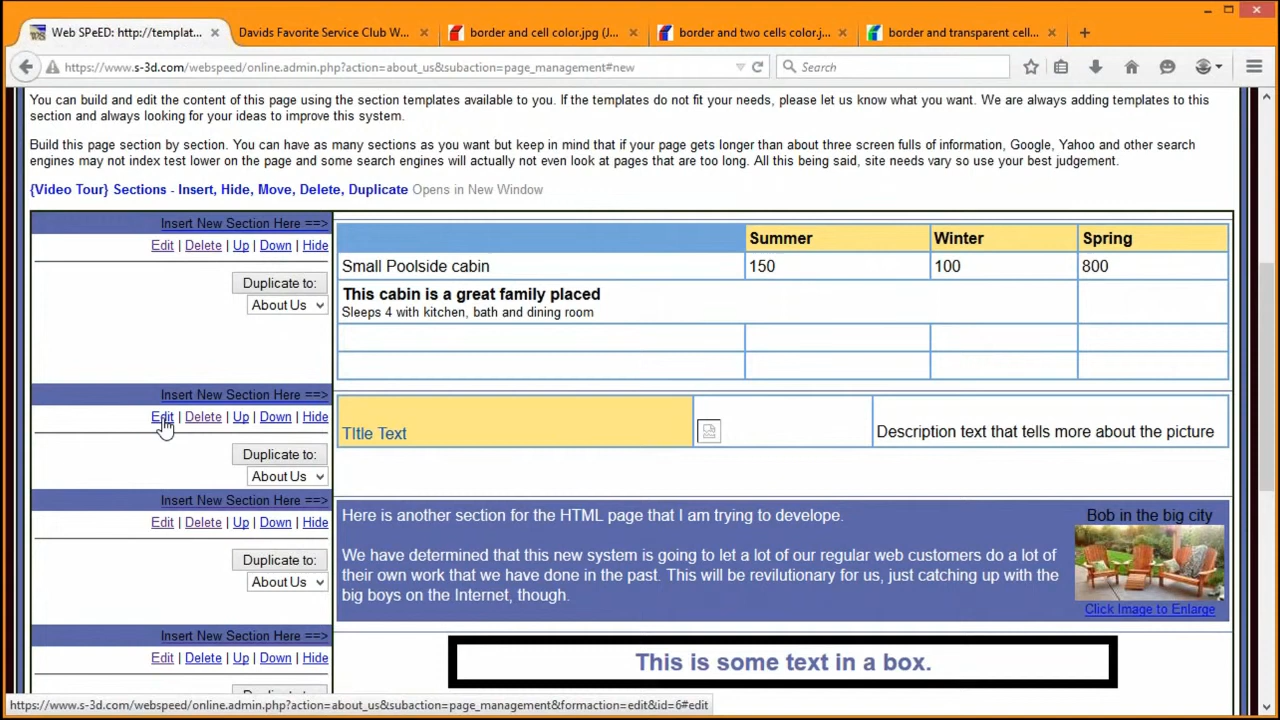 Web SPeED: http://templat...
Davids Favorite Service Club W...
border and cell color.jpg (J...
border and two cells color.j...
border and transparent cell...
https://www.s-3d.com/webspeed/online.admin.php?action=about_us&subaction=page_management#new
Search
You can build and edit the content of this page using the section templates available to you. If the templates do not fit your needs, please let us know what you want. We are always adding templates to this
section and always looking for your ideas to improve this system.
Build this page section by section. You can have as many sections as you want but keep in mind that if your page gets longer than about three screen fulls of information, Google, Yahoo and other search
engines may not index test lower on the page and some search engines will actually not even look at pages that are too long. All this being said, site needs vary so use your best judgement.
{Video Tour} Sections - Insert, Hide, Move, Delete, Duplicate Opens in New Window
Insert New Section Here ==>
Edit | Delete | Up | Down | Hide
Duplicate to:
About Us
Summer Winter Spring
Small Poolside cabin 150 100 800
This cabin is a great family placed
Sleeps 4 with kitchen, bath and dining room
Insert New Section Here ==>
Edit | Delete | Up | Down | Hide
Duplicate to:
About Us
TItle Text
Description text that tells more about the picture
Insert New Section Here ==>
Edit | Delete | Up | Down | Hide
Duplicate to:
About Us
Here is another section for the HTML page that I am trying to develope.
We have determined that this new system is going to let a lot of our regular web customers do a lot of
their own work that we have done in the past. This will be revilutionary for us, just catching up with the
big boys on the Internet, though.
Bob in the big city
Click Image to Enlarge
Insert New Section Here ==>
Edit | Delete | Up | Down | Hide
This is some text in a box.
https://www.s-3d.com/webspeed/online.admin.php?action=about_us&subaction=page_management&formaction=edit&id=6#edit